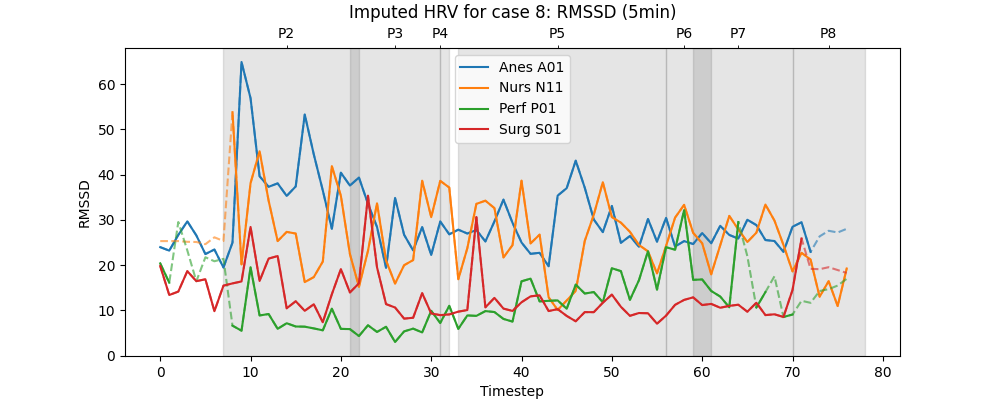 Imputed HRV for case 8: RMSSD (5min)
P2 P3 P4 P5 P6 P7 P8
Anes A01
Nurs N11
Perf P01
Surg S01
RMSSD
60
50
40
30
20
10
0
0 10 20 30 40 50 60 70 80
Timestep